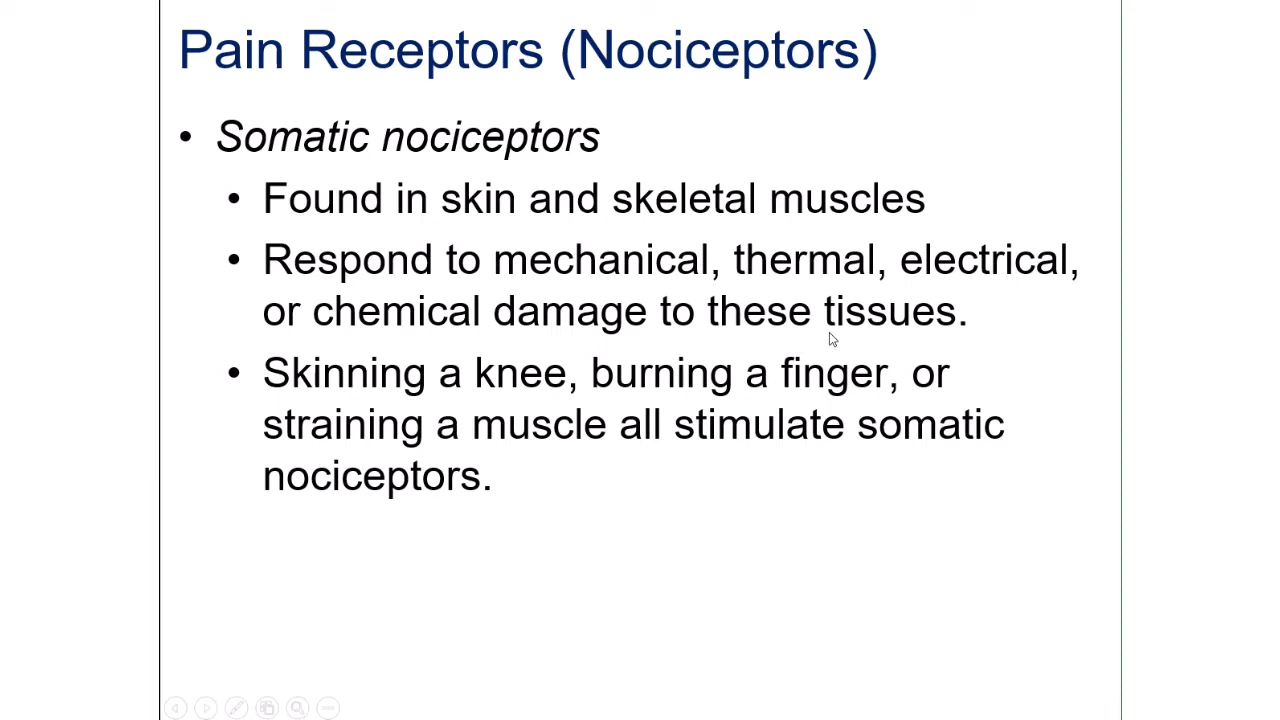 Pain Receptors (Nociceptors)
• Somatic nociceptors
• Found in skin and skeletal muscles
• Respond to mechanical, thermal, electrical,
or chemical damage to these tissues.
• Skinning a knee, burning a finger, or
straining a muscle all stimulate somatic
nociceptors.